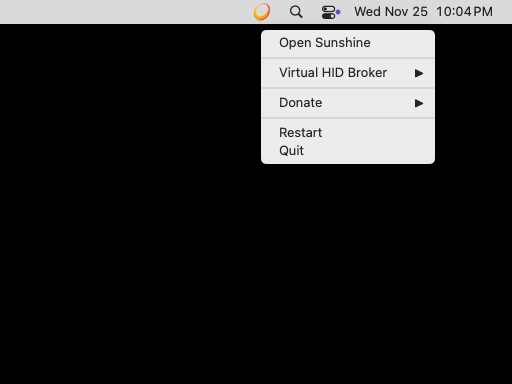 Wed Nov 25 10:04 PM
Open Sunshine
Virtual HID Broker
Donate
Restart
Quit